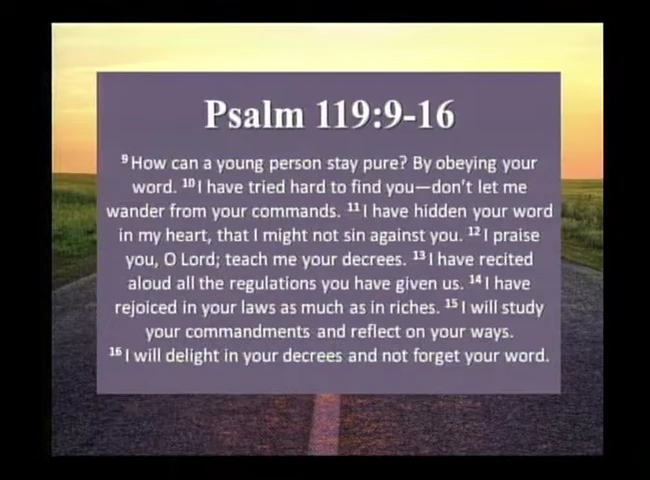 Psalm 119:9-16
⁹ How can a young person stay pure? By obeying your
word. ¹⁰ I have tried hard to find you—don't let me
wander from your commands. ¹¹ I have hidden your word
in my heart, that I might not sin against you. ¹² I praise
you, O Lord; teach me your decrees. ¹³ I have recited
aloud all the regulations you have given us. ¹⁴ I have
rejoiced in your laws as much as in riches. ¹⁵ I will study
your commandments and reflect on your ways.
¹⁶ I will delight in your decrees and not forget your word.